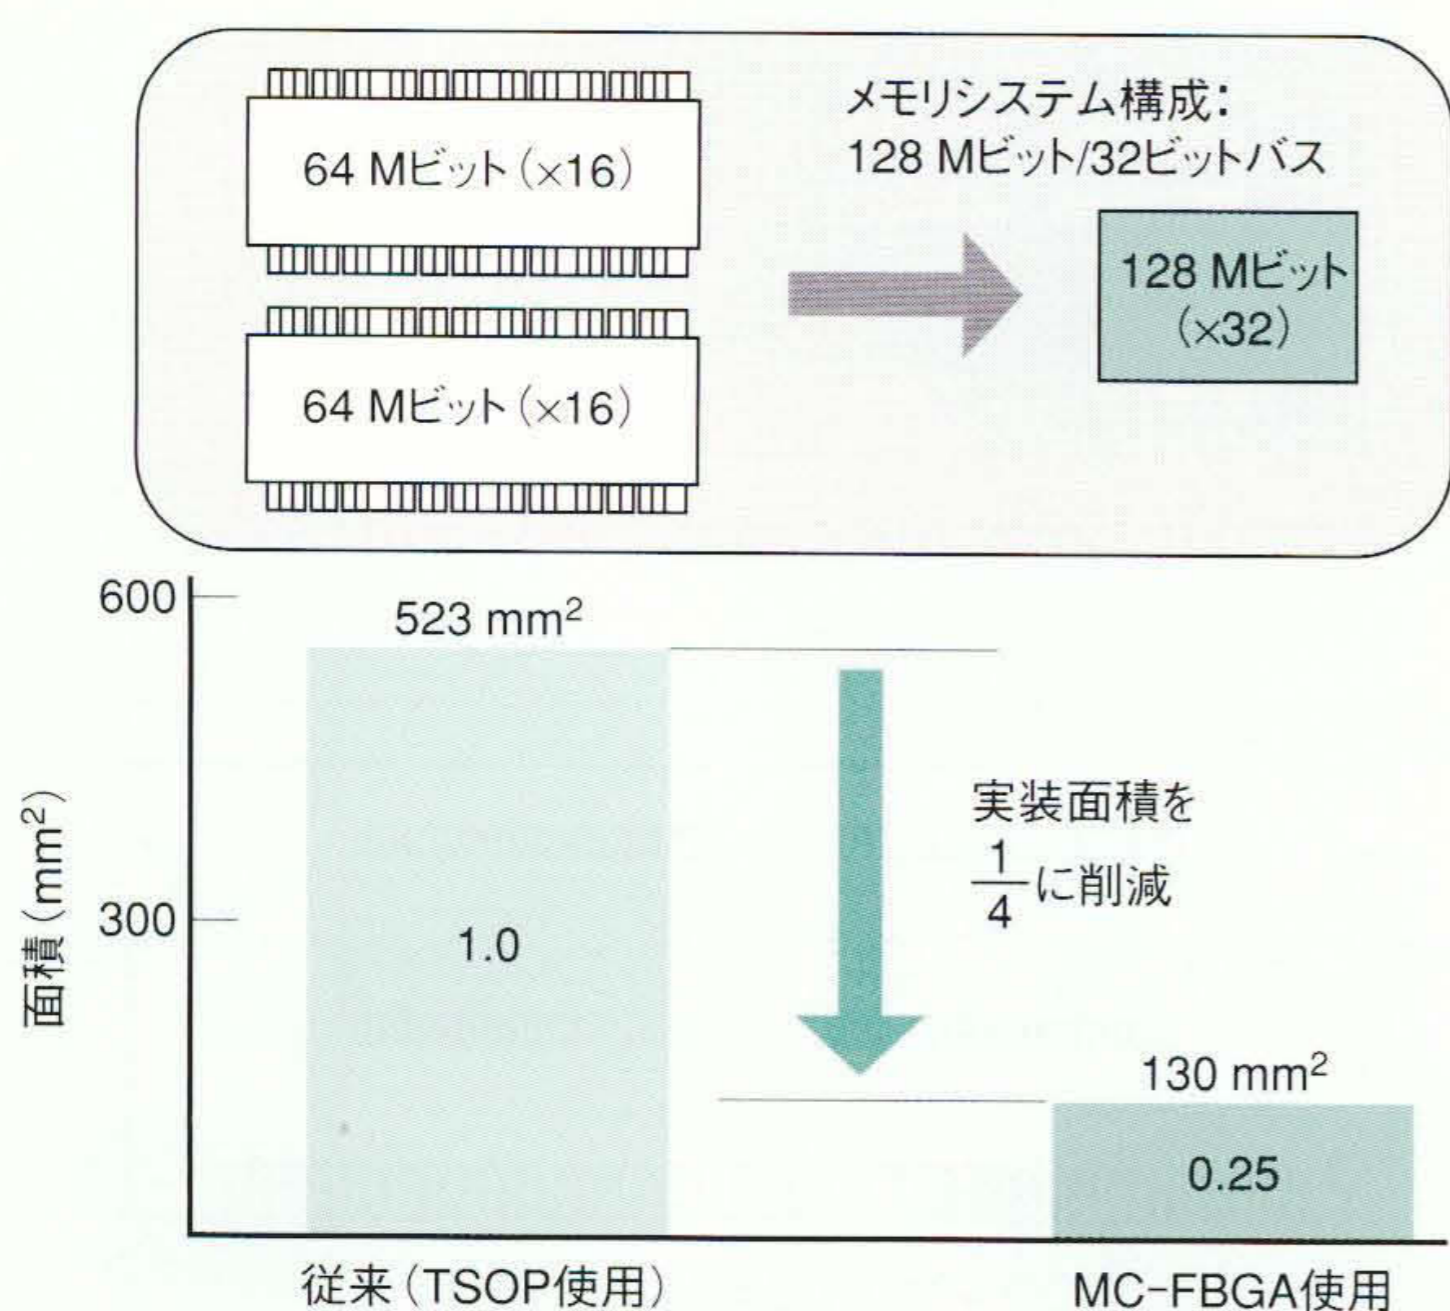 64 Mビット（×16）
64 Mビット（×16）
メモリシステム構成：
128 Mビット/32ビットバス
128 Mビット
（×32）
600
300
面積（mm²）
523 mm²
1.0
実装面積を
1/4に削減
130 mm²
0.25
従来（TSOP使用）
MC-FBGA使用